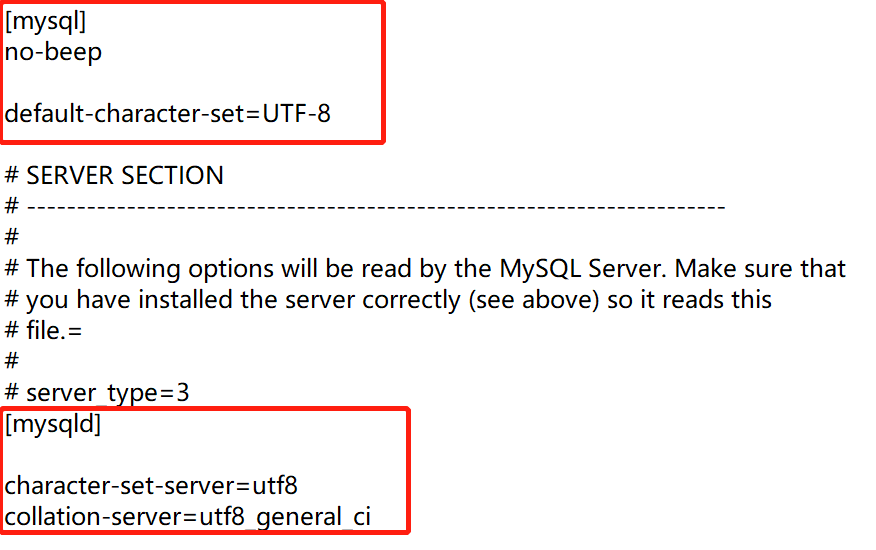 [mysql]
no-beep
default-character-set=UTF-8
# SERVER SECTION
# ----------------------------------------------------------------------
#
# The following options will be read by the MySQL Server. Make sure that
# you have installed the server correctly (see above) so it reads this
# file.=
#
# server_type=3
[mysqld]
character-set-server=utf8
collation-server=utf8_general_ci